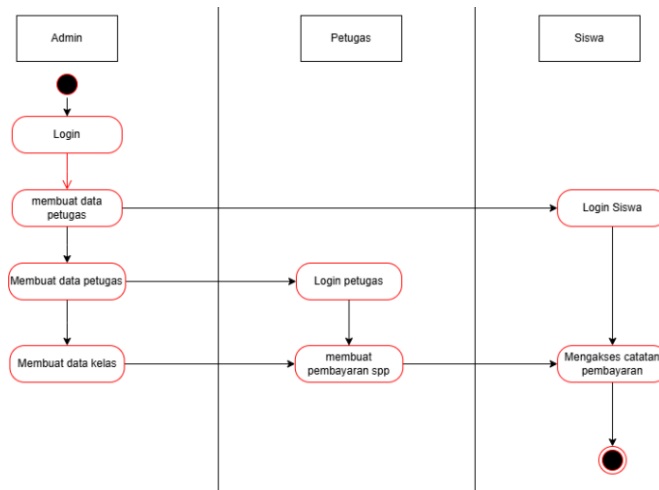 Admin
Petugas
Siswa
Login
membuat data
petugas
Login Siswa
Membuat data petugas
Login petugas
Membuat data kelas
membuat
pembayaran spp
Mengakses catatan
pembayaran